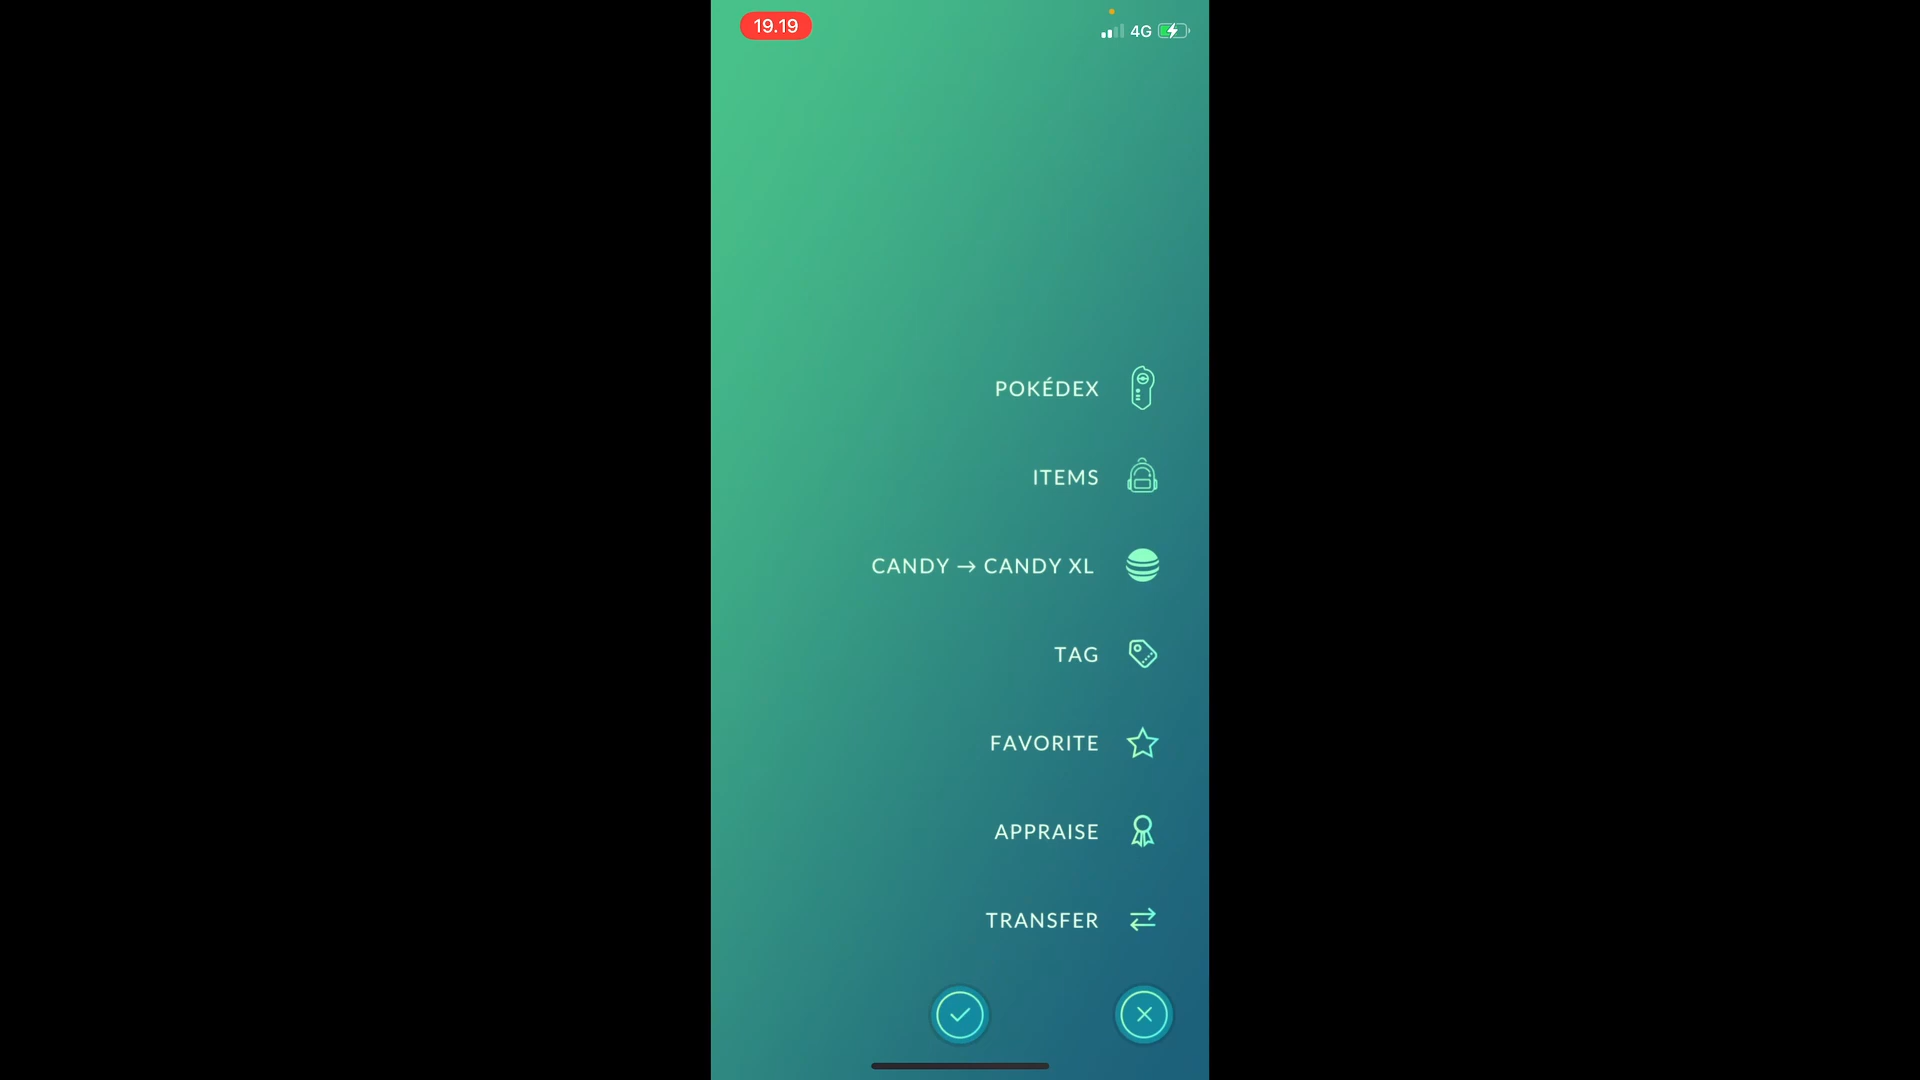 19.19
4G
POKÉDEX
ITEMS
CANDY → CANDY XL
TAG
FAVORITE
APPRAISE
TRANSFER